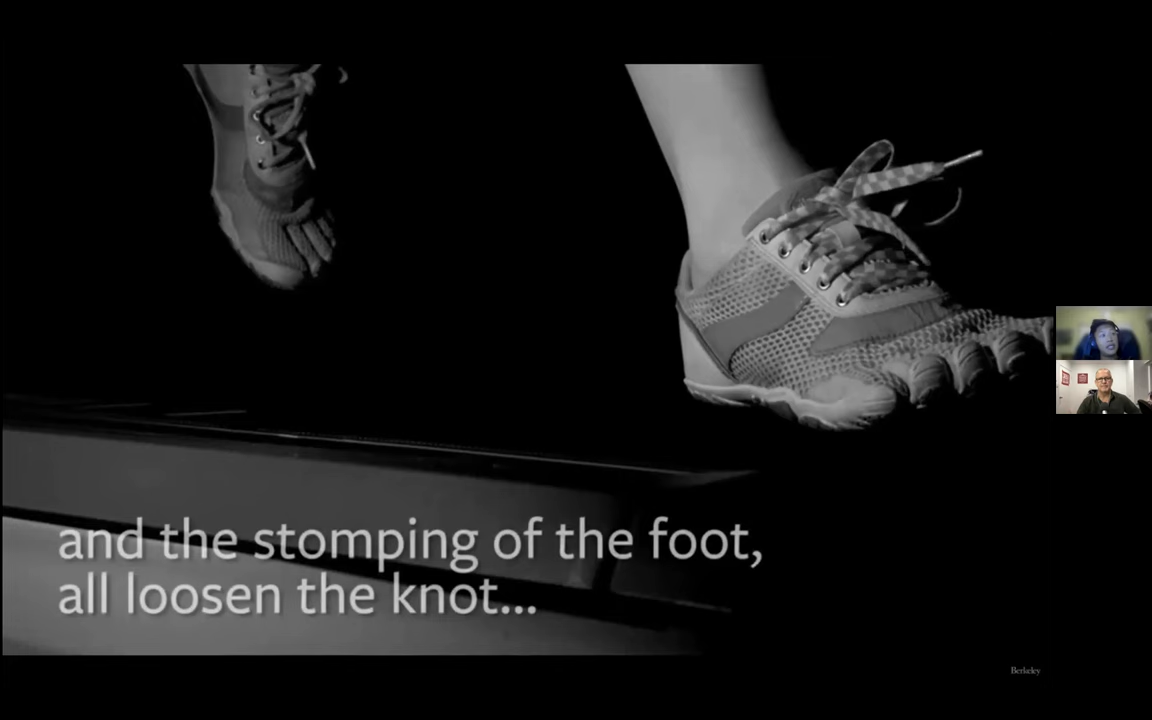 and the stomping of the foot,
all loosen the knot...
Berkeley